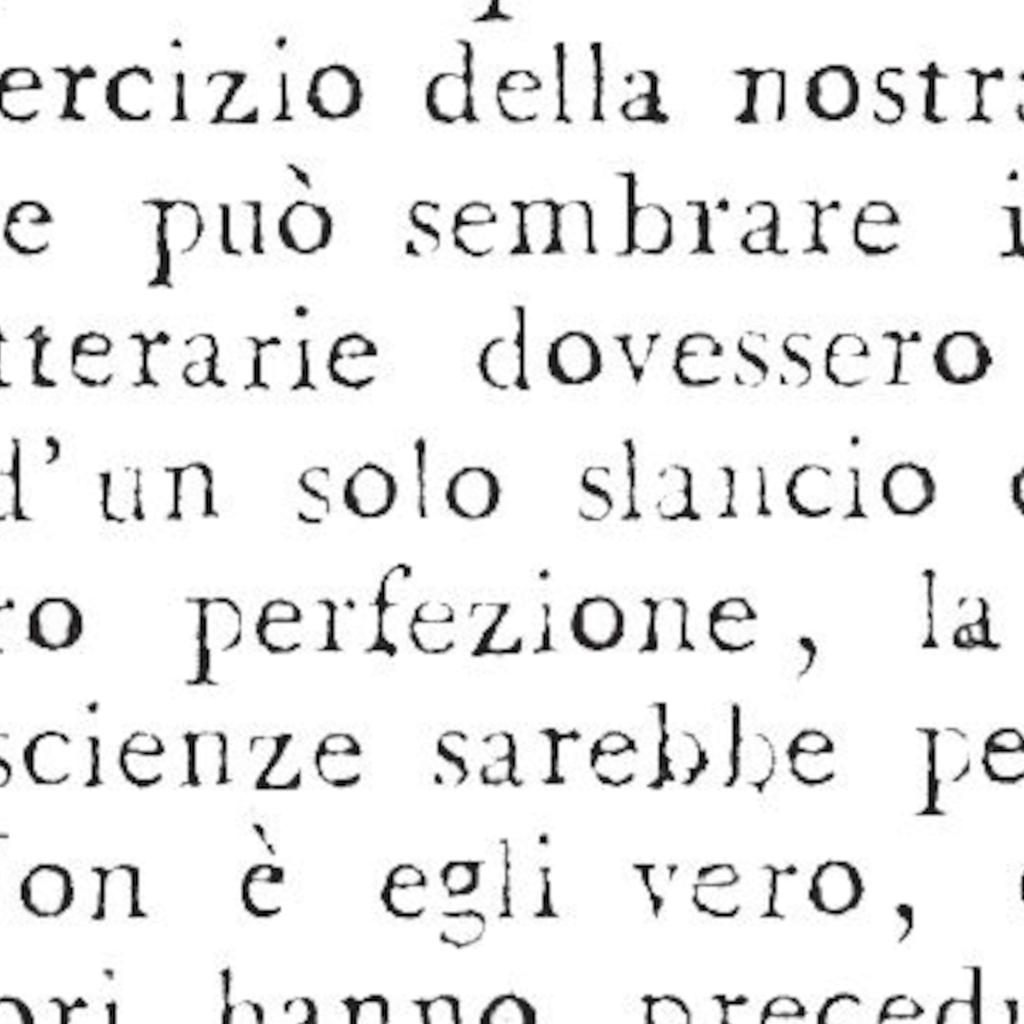 ercizio della nostra
e può sembrare i
tterarie dovessero
d'un solo slancio
ro perfezione, la
scienze sarebbe pe
on è egli vero,
ori hanno precedu